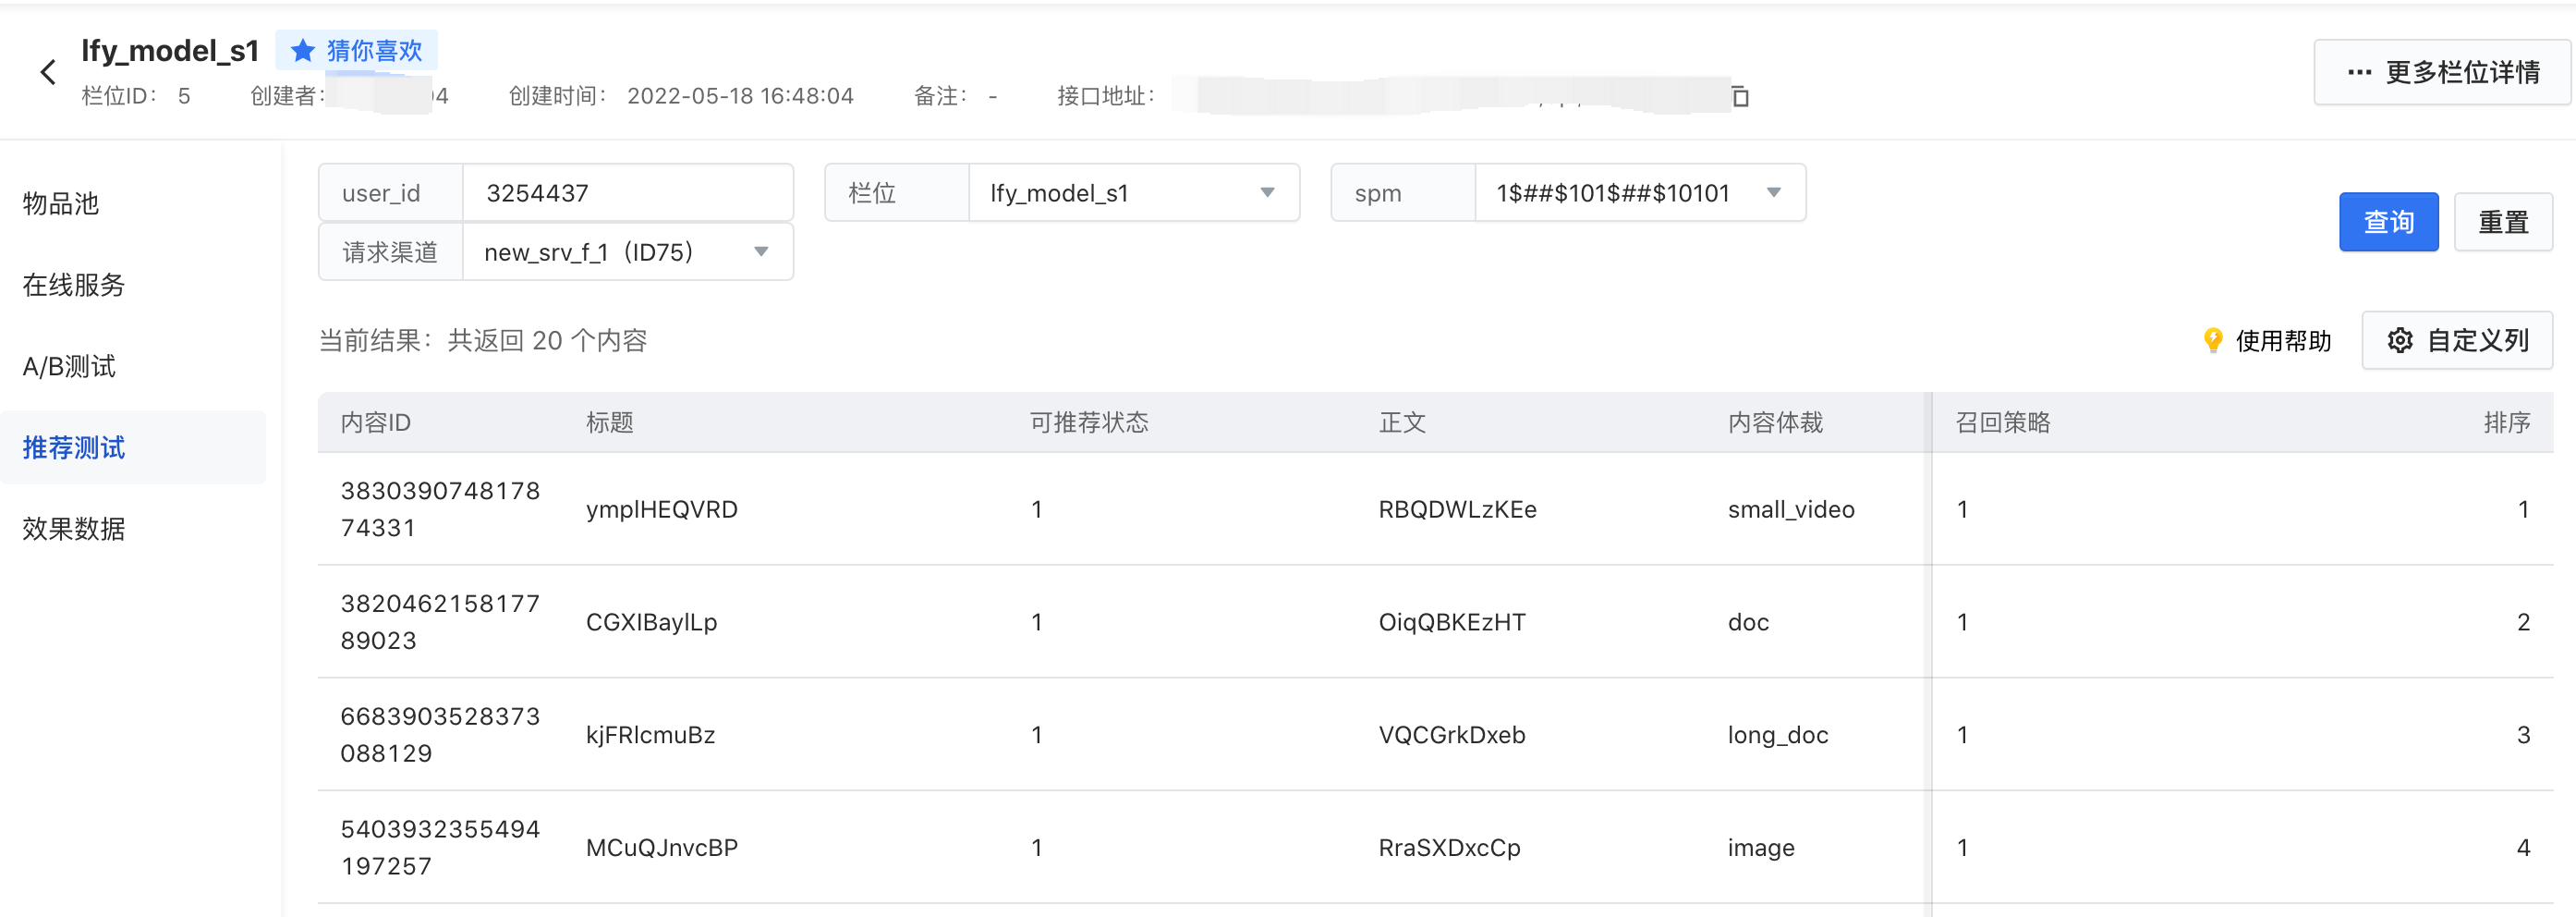 lfy_model_s1 猜你喜欢
栏位ID： 5 创建者： 4 创建时间： 2022-05-18 16:48:04 备注： - 接口地址：
··· 更多栏位详情
物品池
在线服务
A/B测试
推荐测试
效果数据
user_id 3254437 栏位 lfy_model_s1 spm 1$##$101$##$10101
请求渠道 new_srv_f_1（ID75）
查询 重置
当前结果：共返回 20 个内容
使用帮助 自定义列
内容ID 标题 可推荐状态 正文 内容体裁 召回策略 排序
3830390748178
74331 ymplHEQVRD 1 RBQDWLzKEe small_video 1 1
3820462158177
89023 CGXIBaylLp 1 OiqQBKEzHT doc 1 2
6683903528373
088129 kjFRlcmuBz 1 VQCGrkDxeb long_doc 1 3
5403932355494
197257 MCuQJnvcBP 1 RraSXDxcCp image 1 4